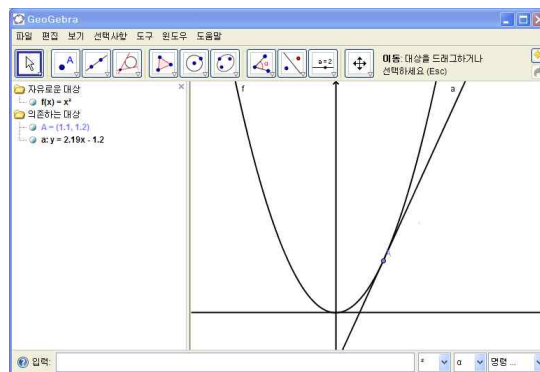 GeoGebra
파일 편집 보기 선택사항 도구 윈도우 도움말
A
a = 2
이동: 대상을 드래그하거나
선택하세요 (Esc)
자유로운 대상
f(x) = x²
의존하는 대상
A = (1.1, 1.2)
a: y = 2.19x - 1.2
f
a
A
입력:
α
명령 ...